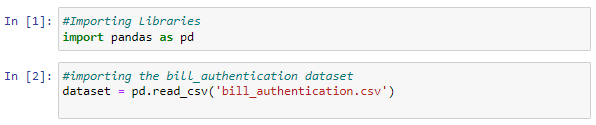 In [1]: #Importing Libraries
import pandas as pd
In [2]: #importing the bill_authentication dataset
dataset = pd.read_csv('bill_authentication.csv')